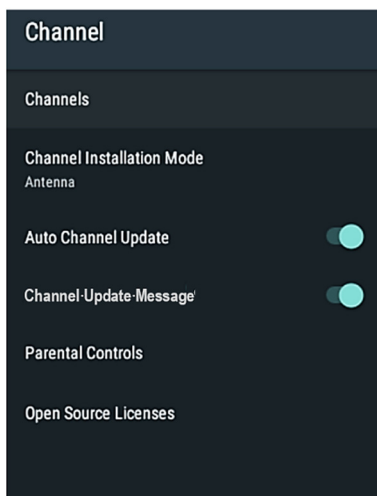 Channel
Channels
Channel Installation Mode
Antenna
Auto Channel Update
Channel·Update·Message'
Parental Controls
Open Source Licenses